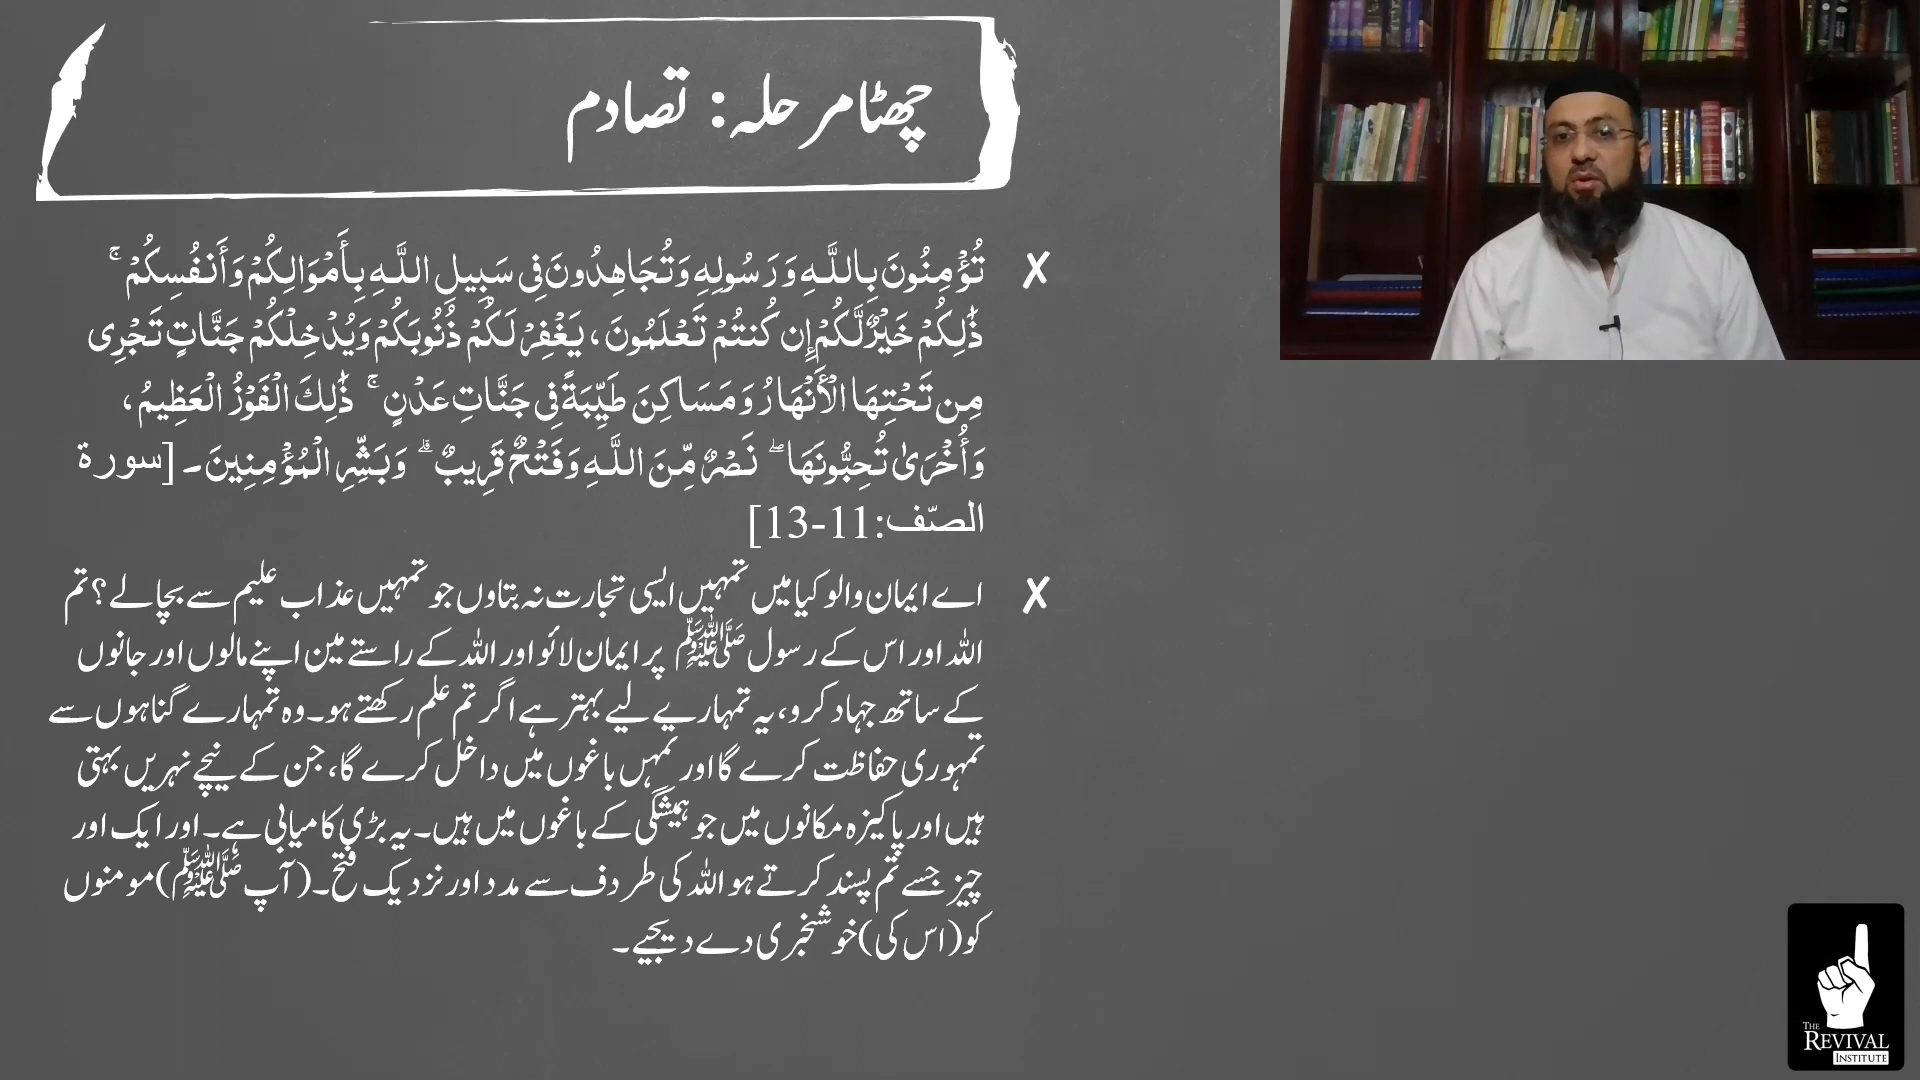 چھٹا مرحلہ: تصادم
تُؤْمِنُونَ بِاللَّهِ وَرَسُولِهِ وَتُجَاهِدُونَ فِي سَبِيلِ اللَّهِ بِأَمْوَالِكُمْ وَأَنفُسِكُمْ ۚ
ذَٰلِكُمْ خَيْرٌ لَّكُمْ إِن كُنتُمْ تَعْلَمُونَ، يَغْفِرْ لَكُمْ ذُنُوبَكُمْ وَيُدْخِلْكُمْ جَنَّاتٍ تَجْرِي
مِن تَحْتِهَا الْأَنْهَارُ وَمَسَاكِنَ طَيِّبَةً فِي جَنَّاتِ عَدْنٍ ۚ ذَٰلِكَ الْفَوْزُ الْعَظِيمُ،
وَأُخْرَىٰ تُحِبُّونَهَا ۖ نَصْرٌ مِّنَ اللَّهِ وَفَتْحٌ قَرِيبٌ ۗ وَبَشِّرِ الْمُؤْمِنِينَ۔ [سورۃ
الصّف:11-13]
اے ایمان والو کیا میں تمہیں ایسی تجارت نہ بتاوں جو تمہیں عذاب علیم سے بچالے؟ تم
اللہ اور اس کے رسول ﷺ پر ایمان لائو اور اللہ کے راستے مین اپنے مالوں اور جانوں
کے ساتھ جہاد کرو، یہ تمہاریے لیے بہتر ہے اگر تم علم رکھتے ہو۔ وہ تمہارے گناہوں سے
تمہوری حفاظت کرے گا اور تمہں باغوں میں داخل کرے گا، جن کے نیچے نہریں بہتی
ہیں اور پاکیزہ مکانوں میں جو ہمیشگی کے باغوں میں ہیں۔ یہ بڑی کامیابی ہے۔ اور ایک اور
چیز جسے تم پسند کرتے ہو اللہ کی طردف سے مدد اور نزدیک فتح۔ (آپ ﷺ) مومنوں
کو (اس کی) خوشخبری دے دیجیے۔
THE
REVIVAL
INSTITUTE